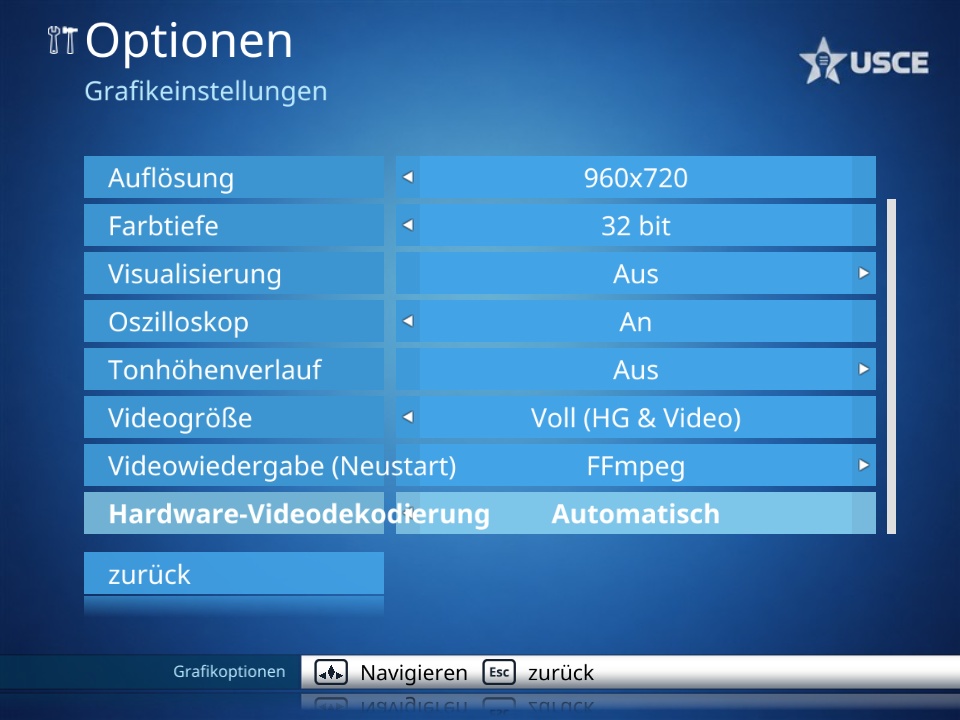 Optionen
USCE
Grafikeinstellungen
Auflösung 960x720
Farbtiefe 32 bit
Visualisierung Aus
Oszilloskop An
Tonhöhenverlauf Aus
Videogröße Voll (HG & Video)
Videowiedergabe (Neustart) FFmpeg
Hardware-Videodekodierung Automatisch
zurück
Grafikoptionen Navigieren Esc zurück